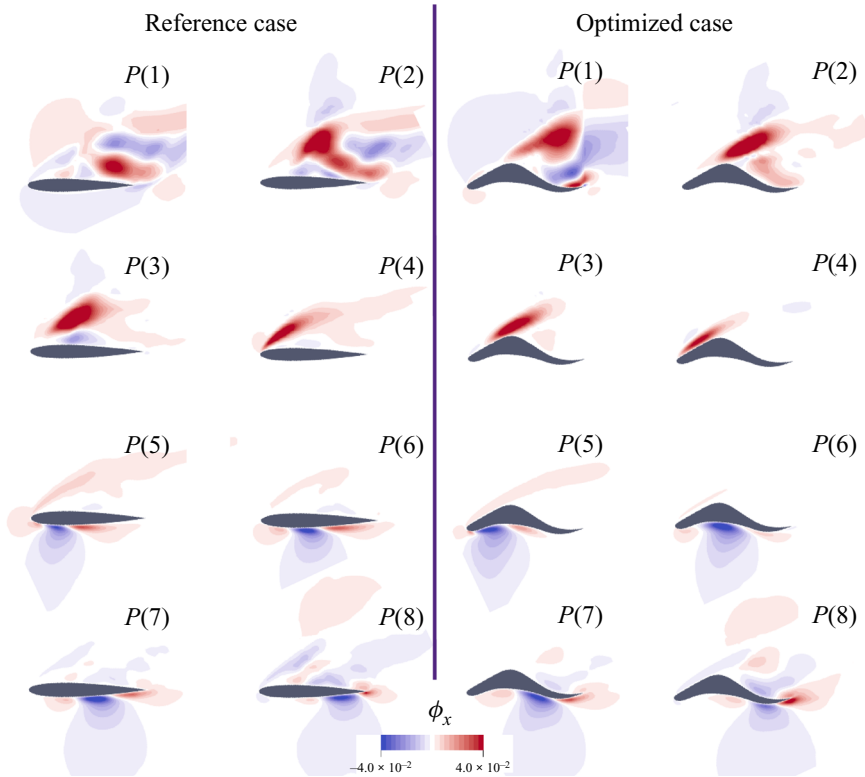 Reference case Optimized case
P(1) P(2) P(1) P(2)
P(3) P(4) P(3) P(4)
P(5) P(6) P(5) P(6)
P(7) P(8) P(7) P(8)
ϕx
−4.0 × 10⁻² 4.0 × 10⁻²